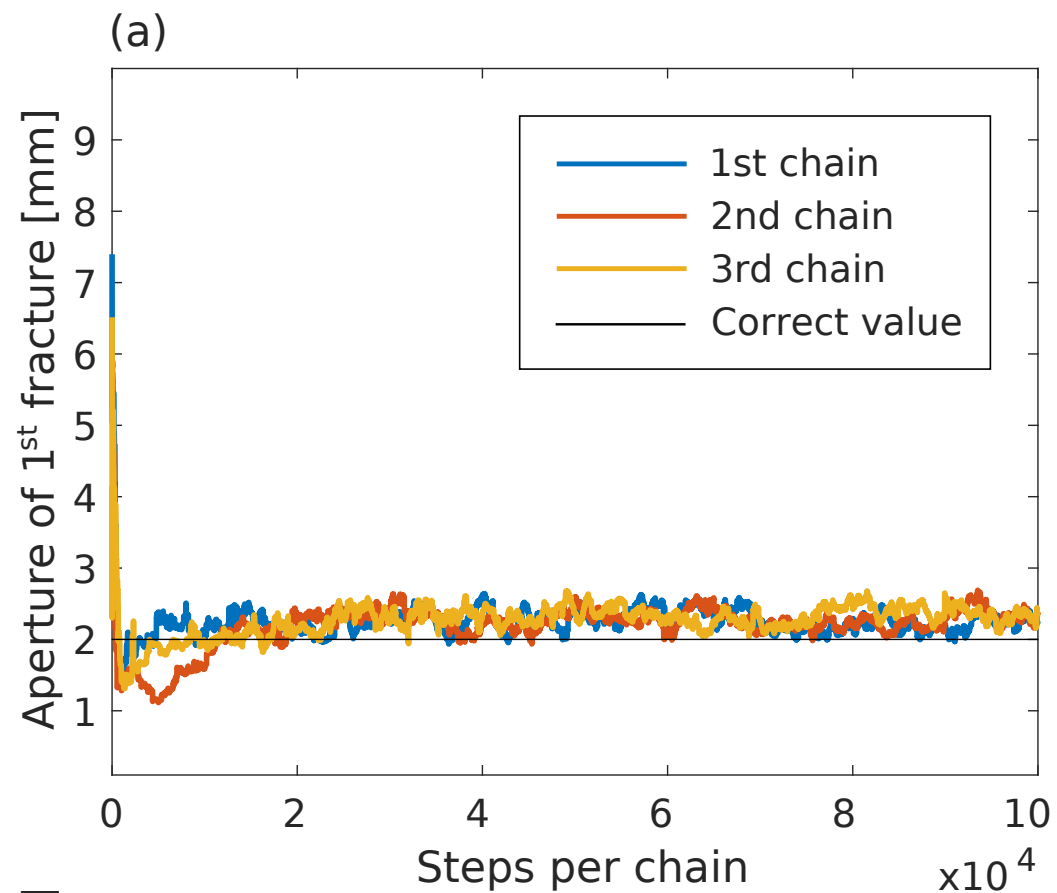 (a)
Aperture of 1st fracture [mm]
9
8
7
6
5
4
3
2
1
1st chain
2nd chain
3rd chain
Correct value
0 2 4 6 8 10
Steps per chain
x10 4